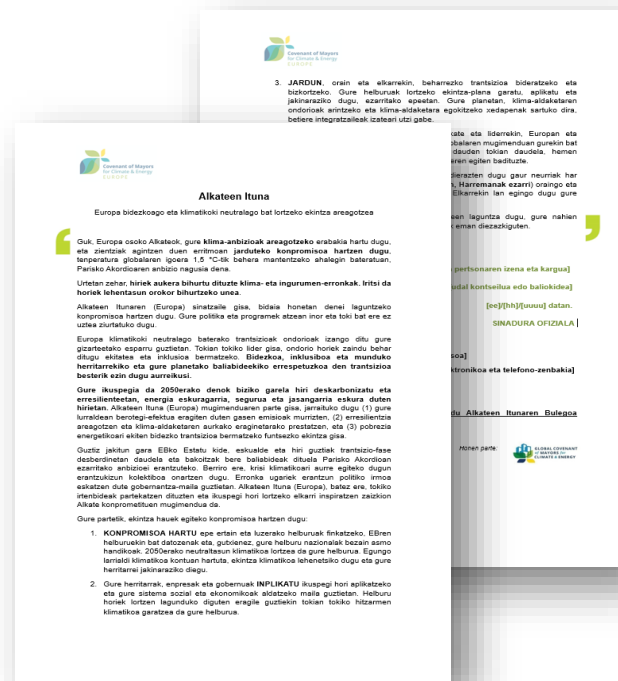 Covenant of Mayors
for Climate & Energy
EUROPE
Alkateen Ituna
Europa bidezkoago eta klimatikoki neutralago bat lortzeko ekintza areagotzea
Guk, Europa osoko Alkateok, gure klima-anbizioak areagotzeko erabakia hartu dugu,
eta zientziak agintzen duen erritmoan jarduteko konpromisoa hartzen dugu,
tenperatura globalaren igoera 1,5 °C-tik behera mantentzeko ahalegin bateratuan,
Parisko Akordioaren anbizio nagusia dena.
Urtetan zehar, hiriek aukera bihurtu dituzte klima- eta ingurumen-erronkak. Iritsi da
horiek lehentasun orokor bihurtzeko unea.
Alkateen Itunaren (Europa) sinatzaile gisa, bidaia honetan denei laguntzeko
konpromisoa hartzen dugu. Gure politika eta programek atzean inor eta toki bat ere ez
uztea ziurtatuko dugu.
Europa klimatikoki neutralago baterako trantsizioak ondorioak izango ditu gure
gizarteetako esparru guztietan. Tokian tokiko lider gisa, ondorio horiek zaindu behar
ditugu ekitatea eta inklusioa bermatzeko. Bidezkoa, inklusiboa eta munduko
herritarrekiko eta gure planetako baliabideekiko errespetuzkoa den trantsizioa
besterik ezin dugu aurreikusi.
Gure ikuspegia da 2050erako denok biziko garela hiri deskarbonizatu eta
erresilienteetan, energia eskuragarria, segurua eta jasangarria eskura duten
hirietan. Alkateen Ituna (Europa) mugimenduaren parte gisa, jarraituko dugu (1) gure
lurraldean berotegi-efektua eragiten duten gasen emisioak murrizten, (2) erresilientzia
areagotzen eta klima-aldaketaren aurkako eraginetarako prestatzen, eta (3) pobrezia
energetikoari ekiten bidezko trantsizioa bermatzeko funtsezko ekintza gisa.
Guztiz jakitun gara EBko Estatu kide, eskualde eta hiri guztiak trantsizio-fase
desberdinetan daudela eta bakoitzak bere baliabideak dituela Parisko Akordioan
ezarritako anbizioei erantzuteko. Berriro ere, krisi klimatikoari aurre egiteko dugun
erantzukizun kolektiboa onartzen dugu. Erronka ugariek erantzun politiko irmoa
eskatzen dute gobernantza-maila guztietan. Alkateen Ituna (Europa), batez ere, tokiko
irtenbideak partekatzen dituzten eta ikuspegi hori lortzeko elkarri inspiratzen zaizkion
Alkate konprometituen mugimendua da.
Gure partetik, ekintza hauek egiteko konpromisoa hartzen dugu:
1. KONPROMISOA HARTU epe ertain eta luzerako helburuak finkatzeko, EBren
helburuekin bat datozenak eta, gutxienez, gure helburu nazionalak bezain asmo
handikoak. 2050erako neutraltasun klimatikoa lortzea da gure helburua. Egungo
larrialdi klimatikoa kontuan hartuta, ekintza klimatikoa lehenetsiko dugu eta gure
herritarrei jakinaraziko diegu.
2. Gure herritarrak, enpresak eta gobernuak INPLIKATU ikuspegi hori aplikatzeko
eta gure sistema sozial eta ekonomikoak aldatzeko maila guztietan. Helburu
horiek lortzen lagunduko diguten eragile guztiekin tokian tokiko hitzarmen
klimatikoa garatzea da gure helburua.
Covenant of Mayors
for Climate & Energy
EUROPE
3. JARDUN, orain eta elkarrekin, beharrezko trantsizioa bideratzeko eta
bizkortzeko. Gure helburuak lortzeko ekintza-plana garatu, aplikatu eta
jakinaraziko dugu, ezarritako epeetan. Gure planetan, klima-aldaketaren
ondorioak arintzeko eta klima-aldaketara egokitzeko xedapenak sartuko dira,
betiere integratzaileak izateari utzi gabe.
eta liderrekin, Europan eta
mugimenduan gurekin bat
dauden tokian daudela, hemen
egiten badituzte.
dugu gaur neurriak har
Harremanak ezarri) oraingo eta
Elkarrekin lan egingo dugu gure
laguntza dugu, gure nahien
eman diezazkiguten.
pertsonaren izena eta kargua]
kontseilua edo baliokidea]
[ee]/[hh]/[uuuu] datan.
SINADURA OFIZIALA
eta telefono-zenbakia]
Alkateen Itunaren Bulegoa
Honen parte:
GLOBAL COVENANT
of MAYORS for
CLIMATE & ENERGY